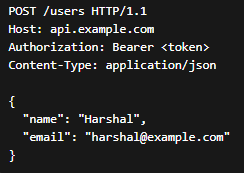 POST /users HTTP/1.1
Host: api.example.com
Authorization: Bearer <token>
Content-Type: application/json

{
  "name": "Harshal",
  "email": "harshal@example.com"
}